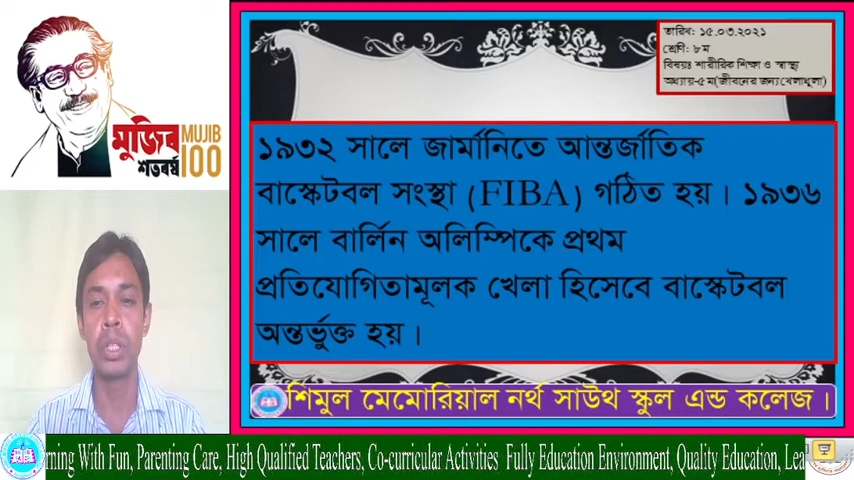 মুজিব
শতবর্ষ
MUJIB
100
তারিখ: ১৫.০৩.২০২১
শ্রেণি: ৮ম
বিষয়ঃ শারীরিক শিক্ষা ও স্বাস্থ্য
অধ্যায়-৫ম(জীবনের জন্য খেলাধুলা)
১৯৩২ সালে জার্মানিতে আন্তর্জাতিক
বাস্কেটবল সংস্থা (FIBA) গঠিত হয়। ১৯৩৬
সালে বার্লিন অলিম্পিকে প্রথম
প্রতিযোগিতামূলক খেলা হিসেবে বাস্কেটবল
অন্তর্ভুক্ত হয়।
শিমুল মেমোরিয়াল নর্থ সাউথ স্কুল এন্ড কলেজ।
rning With Fun, Parenting Care, High Qualified Teachers, Co-curricular Activities Fully Education Environment, Quality Education, Lea